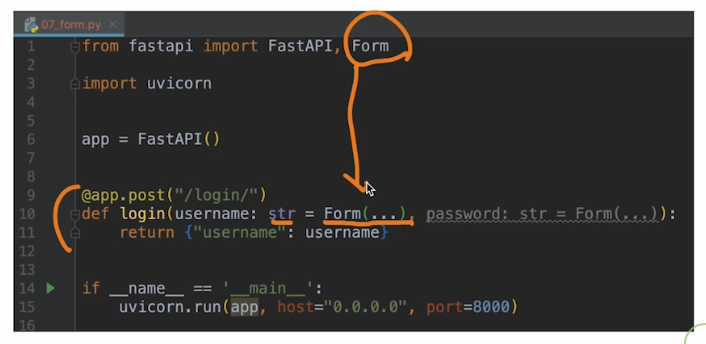 07_form.py ×
1 from fastapi import FastAPI, Form
2
3 import uvicorn
4
5
6 app = FastAPI()
7
8
9 @app.post("/login/")
10 def login(username: str = Form(...), password: str = Form(...)):
11     return {"username": username}
12
13
14 if __name__ == '__main__':
15     uvicorn.run(app, host="0.0.0.0", port=8000)
16